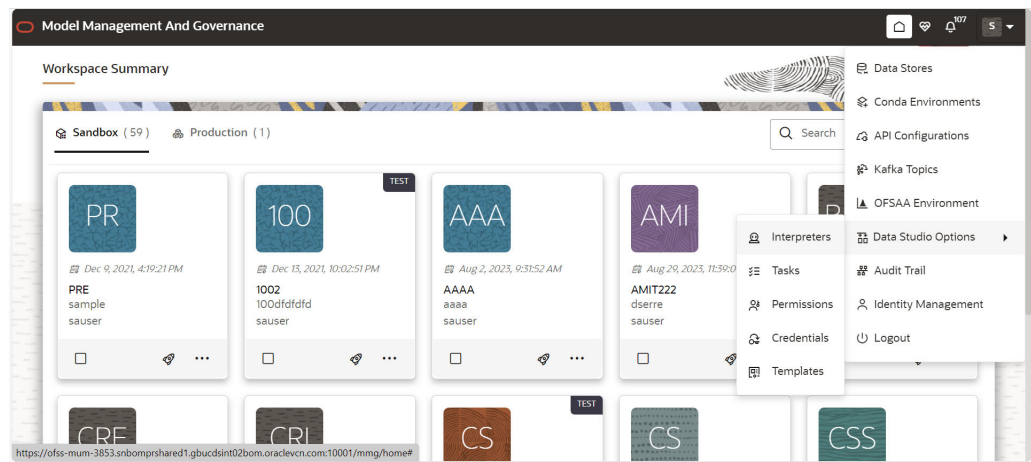 Model Management And Governance
107
S
Workspace Summary
Sandbox (59)
Production (1)
Search
Data Stores
Conda Environments
API Configurations
Kafka Topics
OFSAA Environment
Data Studio Options
Audit Trail
Identity Management
Logout
Interpreters
Tasks
Permissions
Credentials
Templates
PR
Dec 9, 2021, 4:19:21 PM
PRE
sample
sauser
TEST
100
Dec 13, 2021, 10:02:51 PM
1002
100dfdfdfd
sauser
AAA
Aug 2, 2023, 9:31:52 AM
AAAA
aaaa
sauser
AMI
Aug 29, 2023, 11:39:0
AMIT222
dserre
sauser
CRE
CRI
TEST
CS
CS
CSS
https://ofss-mum-3853.snbomprshared1.gbucdsint02bom.oraclevcn.com:10001/mmg/home#